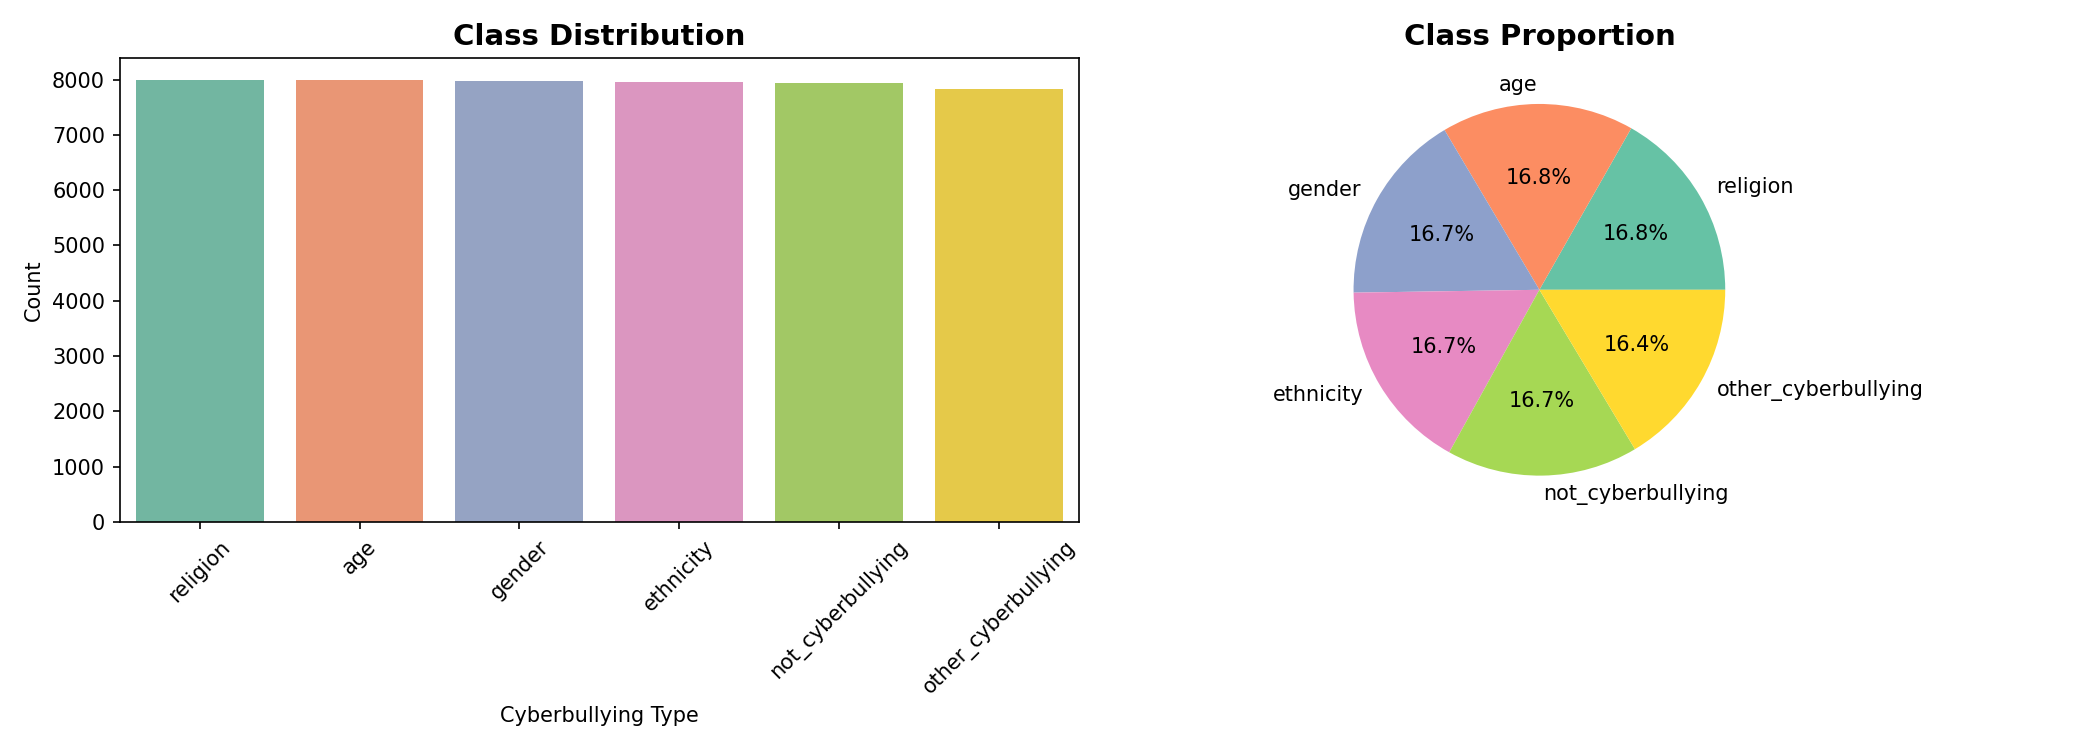 Class Distribution
Count
8000
7000
6000
5000
4000
3000
2000
1000
0
religion
age
gender
ethnicity
not_cyberbullying
other_cyberbullying
Cyberbullying Type
Class Proportion
age
gender
religion
16.8%
16.7%
16.8%
16.7%
16.4%
16.7%
ethnicity
other_cyberbullying
not_cyberbullying